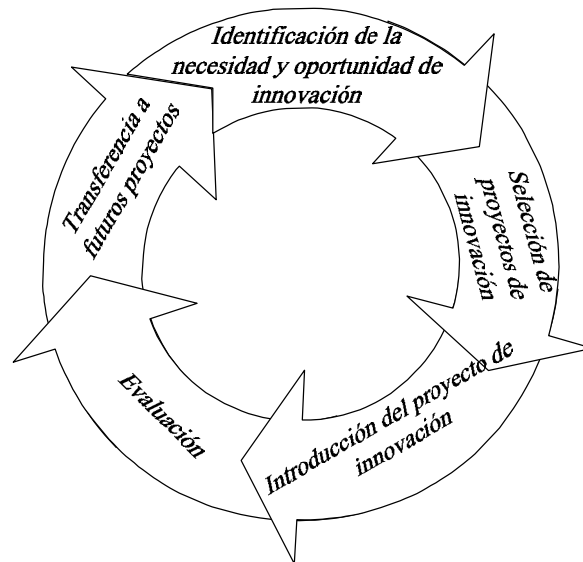 Identificación de la
necesidad y oportunidad de
innovación
Selección de
proyectos de
innovación
Introducción del proyecto de
innovación
Evaluación
Transferencia a
futuros proyectos